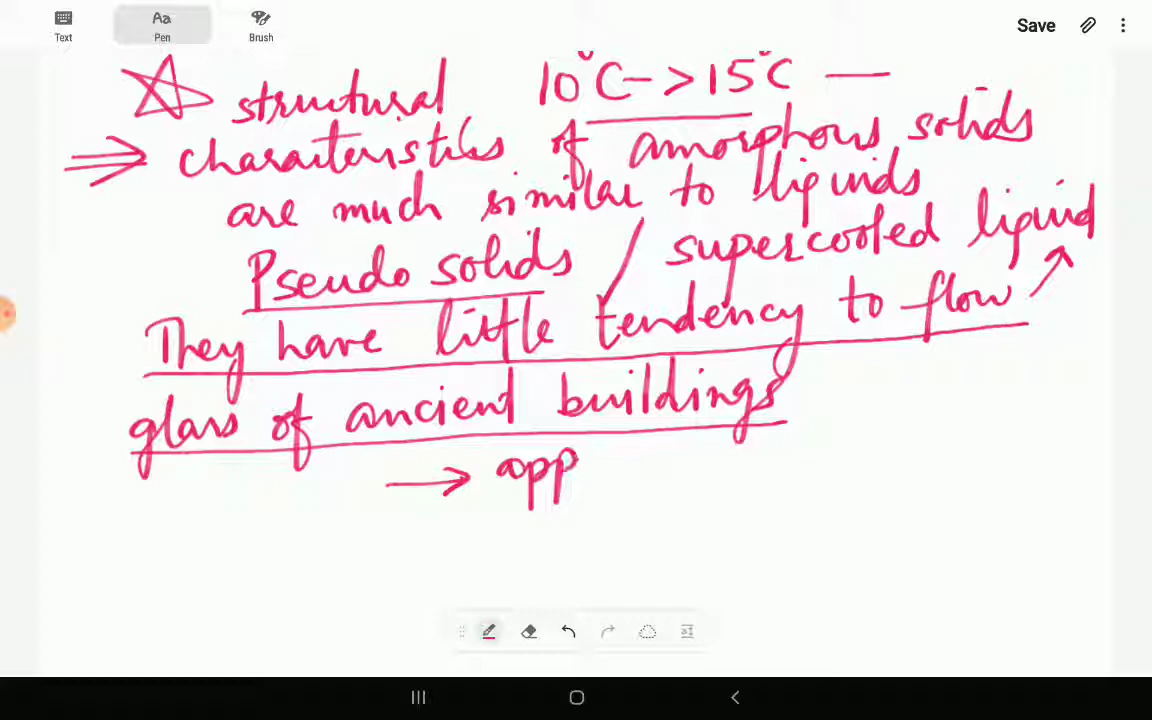 Text
Aa
Pen
Brush
Save
10°C-> 15°C —
structural
⇒ characteristics of amorphous solids
are much similar to liquids
Pseudo solids / supercooled liquid
They have little tendency to flow
glass of ancient buildings
→ app